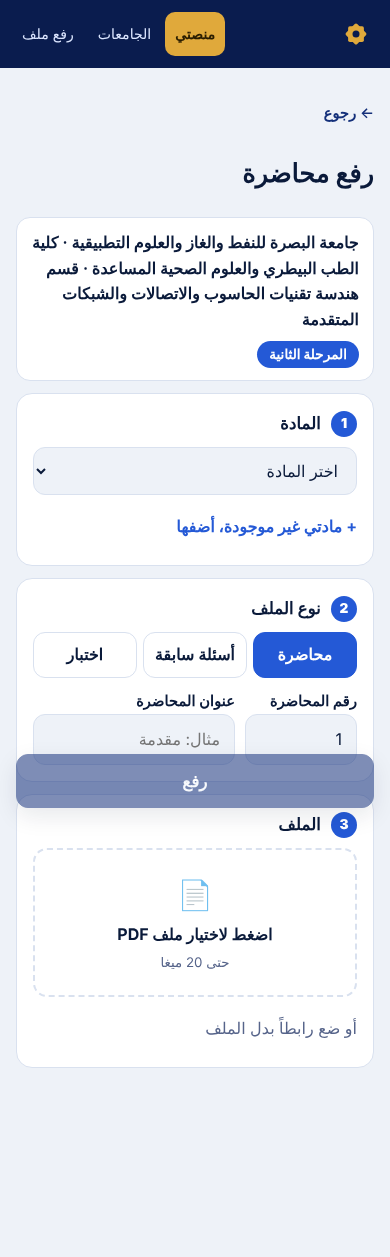 منصتي
الجامعات
رفع ملف
← رجوع
رفع محاضرة
جامعة البصرة للنفط والغاز والعلوم التطبيقية · كلية
الطب البيطري والعلوم الصحية المساعدة · قسم
هندسة تقنيات الحاسوب والاتصالات والشبكات
المتقدمة
المرحلة الثانية
1 المادة
اختر المادة
+ مادتي غير موجودة، أضفها
2 نوع الملف
محاضرة
أسئلة سابقة
اختبار
رقم المحاضرة
عنوان المحاضرة
1
مثال: مقدمة
رفع
3 الملف
اضغط لاختيار ملف PDF
حتى 20 ميغا
أو ضع رابطاً بدل الملف